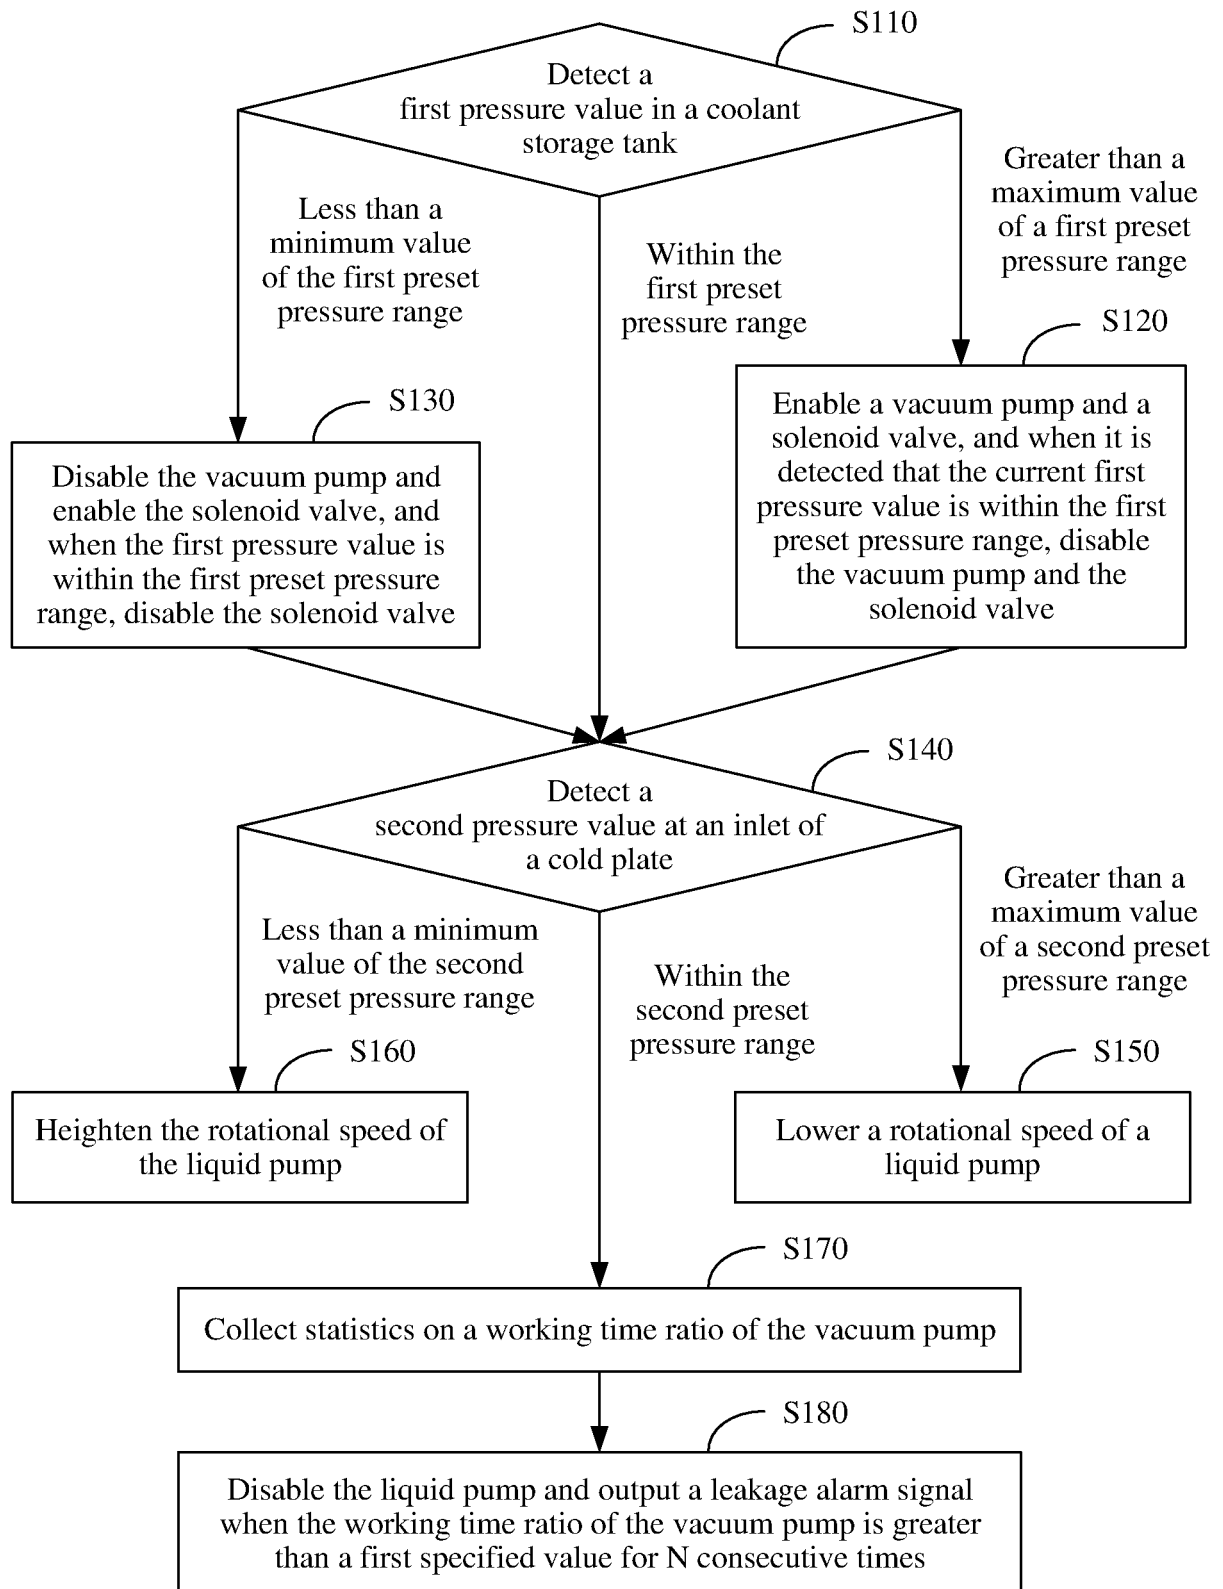 S110
Detect a
first pressure value in a coolant
storage tank
Less than a
minimum value
of the first preset
pressure range
Within the
first preset
pressure range
Greater than a
maximum value
of a first preset
pressure range
S130
Disable the vacuum pump and
enable the solenoid valve, and
when the first pressure value is
within the first preset pressure
range, disable the solenoid valve
S120
Enable a vacuum pump and a
solenoid valve, and when it is
detected that the current first
pressure value is within the first
preset pressure range, disable
the vacuum pump and the
solenoid valve
S140
Detect a
second pressure value at an inlet of
a cold plate
Less than a minimum
value of the second
preset pressure range
Within the
second preset
pressure range
Greater than a
maximum value
of a second preset
pressure range
S160
Heighten the rotational speed of
the liquid pump
S150
Lower a rotational speed of a
liquid pump
S170
Collect statistics on a working time ratio of the vacuum pump
S180
Disable the liquid pump and output a leakage alarm signal
when the working time ratio of the vacuum pump is greater
than a first specified value for N consecutive times